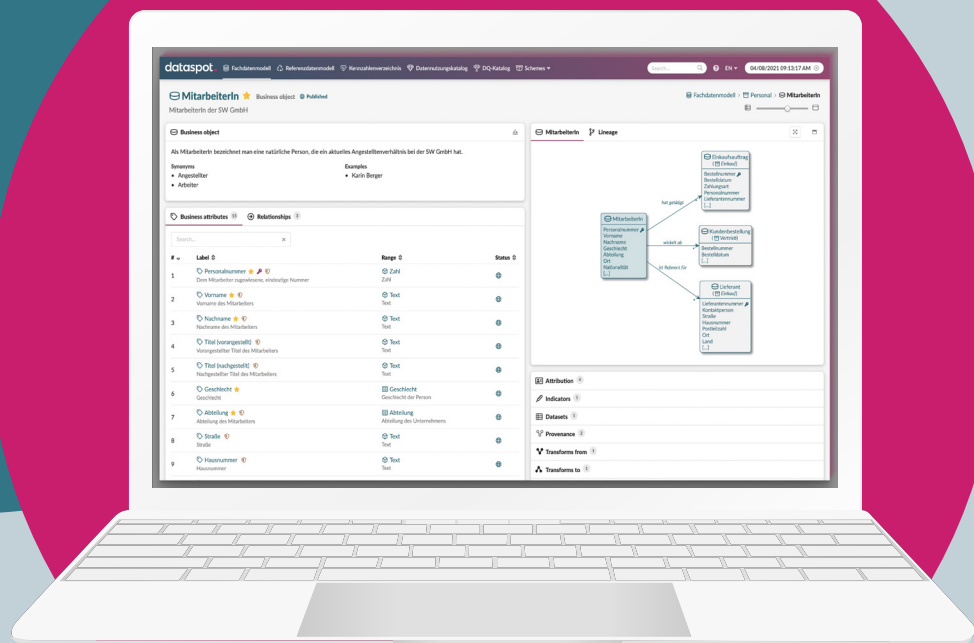 dataspot. Fachdatenmodell Referenzdatenmodell Kennzahlenverzeichnis Datennutzungskatalog DQ-Katalog Schemes Search... EN 04/08/2021 09:13:17 AM
MitarbeiterIn Business object Published
Fachdatenmodell › Personal › MitarbeiterIn
MitarbeiterIn der SW GmbH
Business object
Als MitarbeiterIn bezeichnet man eine natürliche Person, die ein aktuelles Angestelltenverhältnis bei der SW GmbH hat.
Synonyms Examples
• Angestellter • Karin Berger
• Arbeiter
Business attributes Relationships
Search...
# Label Range Status
1 Personalnummer Zahl
Dem Mitarbeiter zugewiesene, eindeutige Nummer Zahl
2 Vorname Text
Vorname des Mitarbeiters Text
3 Nachname Text
Nachname des Mitarbeiters Text
4 Titel (vorangestellt) Text
Vorangestellter Titel des Mitarbeiters Text
5 Titel (nachgestellt) Text
Nachgestellter Titel des Mitarbeiters Text
6 Geschlecht Geschlecht
Geschlecht Geschlecht der Person
7 Abteilung Abteilung
Abteilung des Mitarbeiters Abteilung des Unternehmens
8 Straße Text
Straße Text
9 Hausnummer Text
Hausnummer Text
MitarbeiterIn Lineage
Einkaufsauftrag
(Einkauf)
Bestellnummer
Bestelldatum
Zahlungsart
Personalnummer
Lieferantennummer
[...]
hat getätigt
MitarbeiterIn
Personalnummer
Vorname
Nachname
Geschlecht
Abteilung
Ort
Nationalität
[...]
wickelt ab
Kundenbestellung
(Vertrieb)
Bestellnummer
Bestelldatum
[...]
ist Referent für
Lieferant
(Einkauf)
Lieferantennummer
Kontaktperson
Straße
Hausnummer
Postleitzahl
Ort
Land
[...]
Attribution
Indicators
Datasets
Provenance
Transforms from
Transforms to